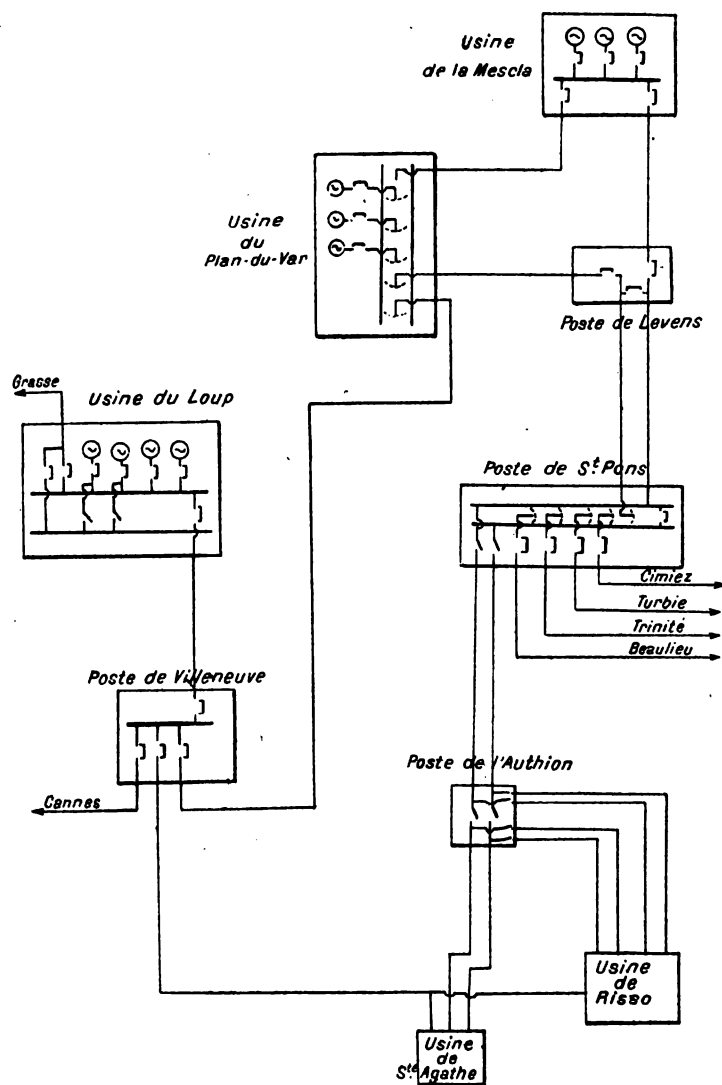 Usine
de la Mescla
Usine
du
Plan-du-Var
Poste de Levens
Grasse
Usine du Loup
Poste de St. Pons
Cimiez
Turbie
Trinité
Beaulieu
Poste de Villeneuve
Cannes
Poste de l'Authion
Usine
de
Risso
Usine
de
Ste. Agathe